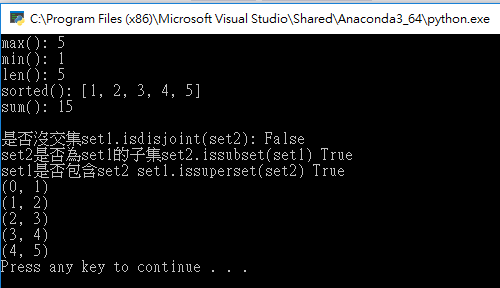 C:\Program Files (x86)\Microsoft Visual Studio\Shared\Anaconda3_64\python.exe
max(): 5
min(): 1
len(): 5
sorted(): [1, 2, 3, 4, 5]
sum(): 15
是否沒交集set1.isdisjoint(set2): False
set2是否為set1的子集set2.issubset(set1) True
set1是否包含set2 set1.issuperset(set2) True
(0, 1)
(1, 2)
(2, 3)
(3, 4)
(4, 5)
Press any key to continue . . .